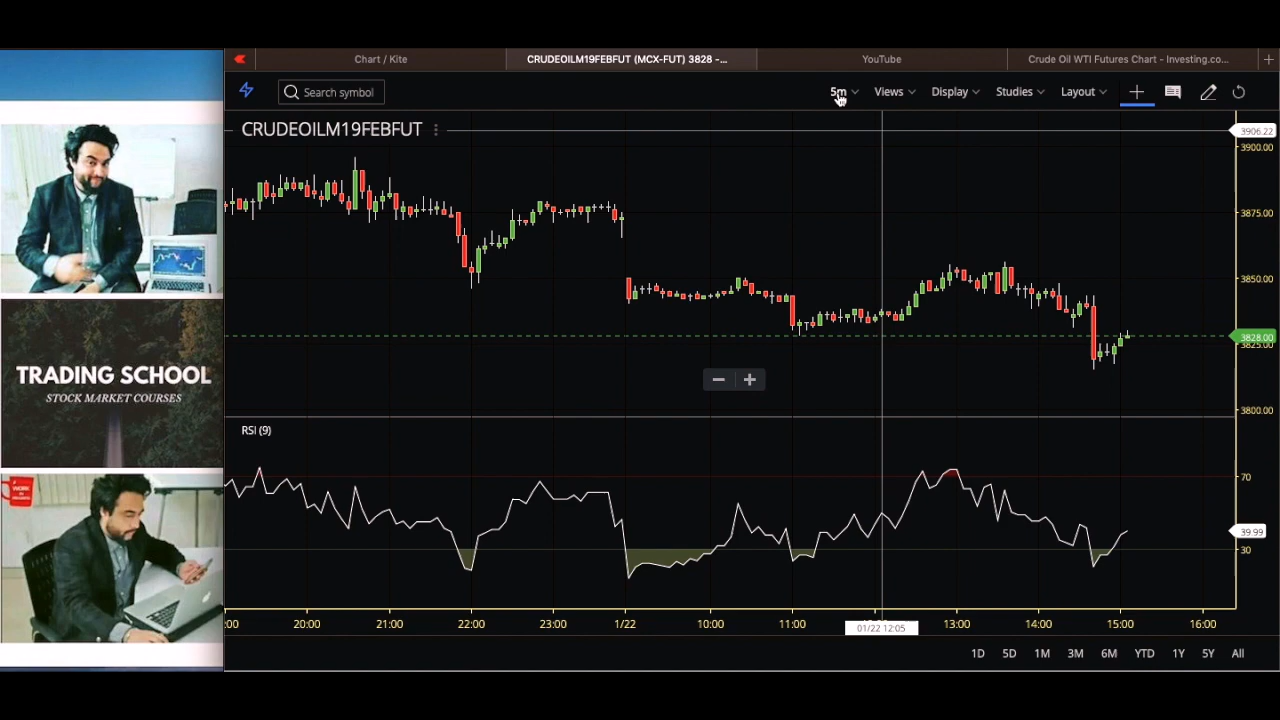 Chart / Kite
CRUDEOILM19FEBFUT (MCX-FUT) 3828 -...
YouTube
Crude Oil WTI Futures Chart - Investing.co...
Search symbol
5m
Views
Display
Studies
Layout
CRUDEOILM19FEBFUT
3906.22
3900.00
3875.00
3850.00
3828.00
3825.00
3800.00
TRADING SCHOOL
STOCK MARKET COURSES
RSI (9)
70
39.99
30
:00
20:00
21:00
22:00
23:00
1/22
10:00
11:00
01/22 12:05
13:00
14:00
15:00
16:00
1D
5D
1M
3M
6M
YTD
1Y
5Y
All